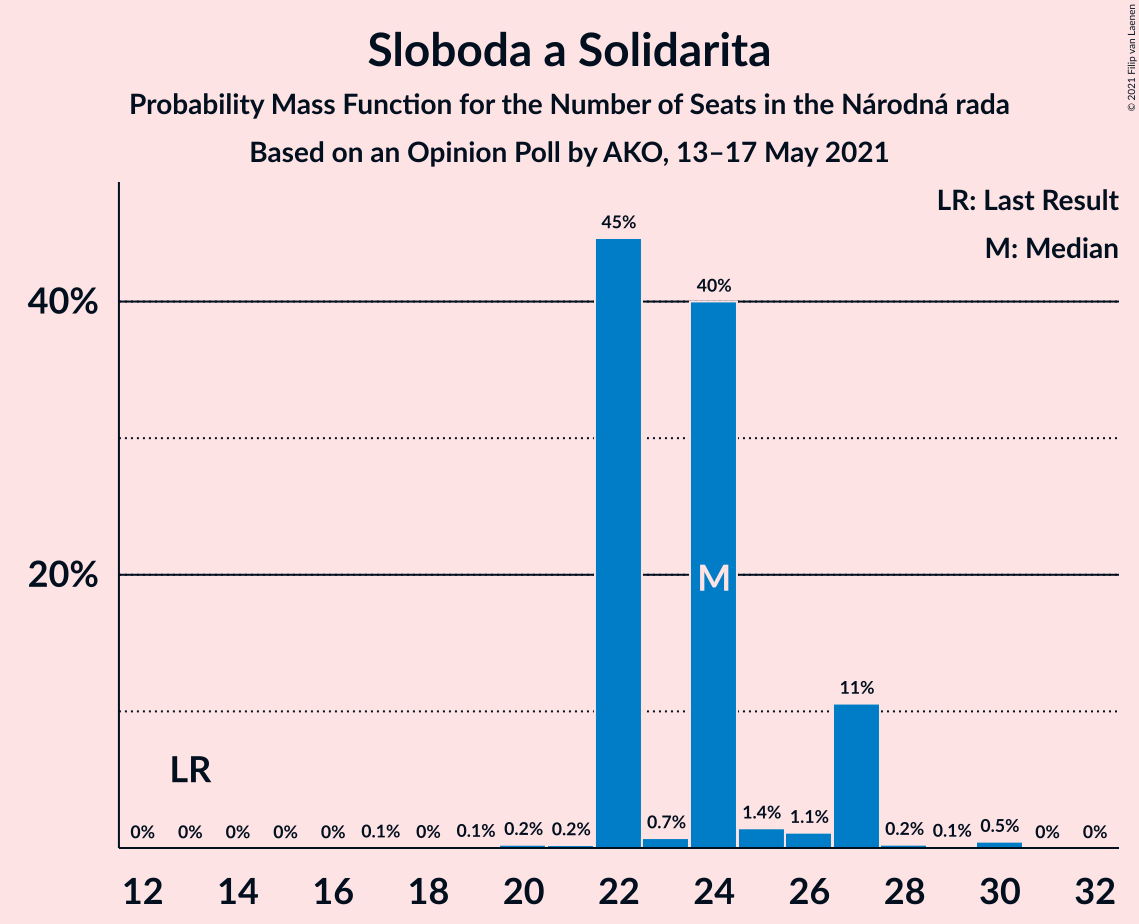 Sloboda a Solidarita
Probability Mass Function for the Number of Seats in the Národná rada
Based on an Opinion Poll by AKO, 13–17 May 2021
© 2021 Filip van Laenen
LR: Last Result
M: Median
45%
40%
40%
M
20%
11%
LR
0% 0% 0% 0% 0% 0.1% 0% 0.1% 0.2% 0.2% 0.7% 1.4% 1.1% 0.2% 0.1% 0.5% 0% 0%
12 14 16 18 20 22 24 26 28 30 32